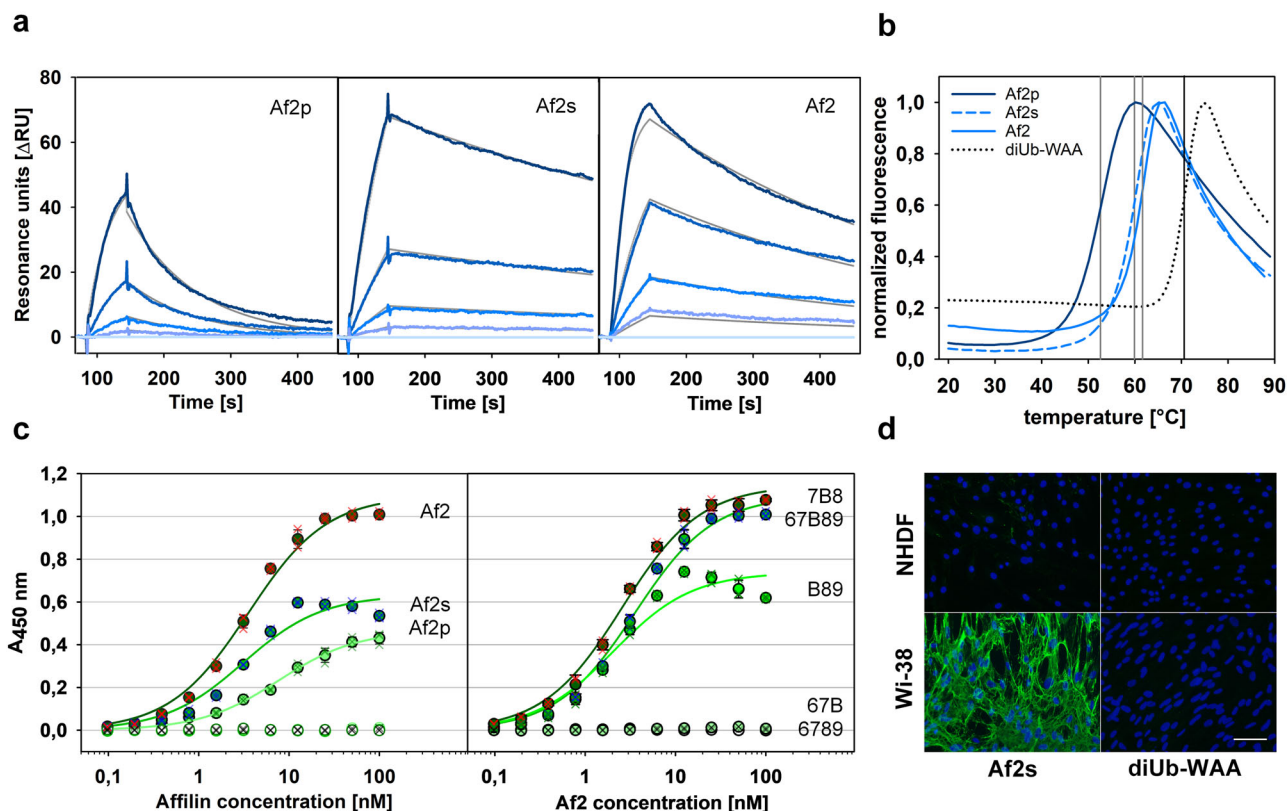 a
80
60
40
20
0
Resonance units [ΔRU]
Af2p
Af2s
Af2
100 200 300 400
100 200 300 400
200 400
Time [s]
Time [s]
Time [s]
b
1,0
0,8
0,6
0,4
0,2
0,0
normalized fluorescence
Af2p
Af2s
Af2
diUb-WAA
20 30 40 50 60 70 80 90
temperature [°C]
c
1,2
1,0
0,8
0,6
0,4
0,2
0,0
A450 nm
Af2
Af2s
Af2p
0,1 1 10 100
Affilin concentration [nM]
7B8
67B89
B89
67B
6789
0,1 1 10 100
Af2 concentration [nM]
d
NHDF
Wi-38
Af2s
diUb-WAA